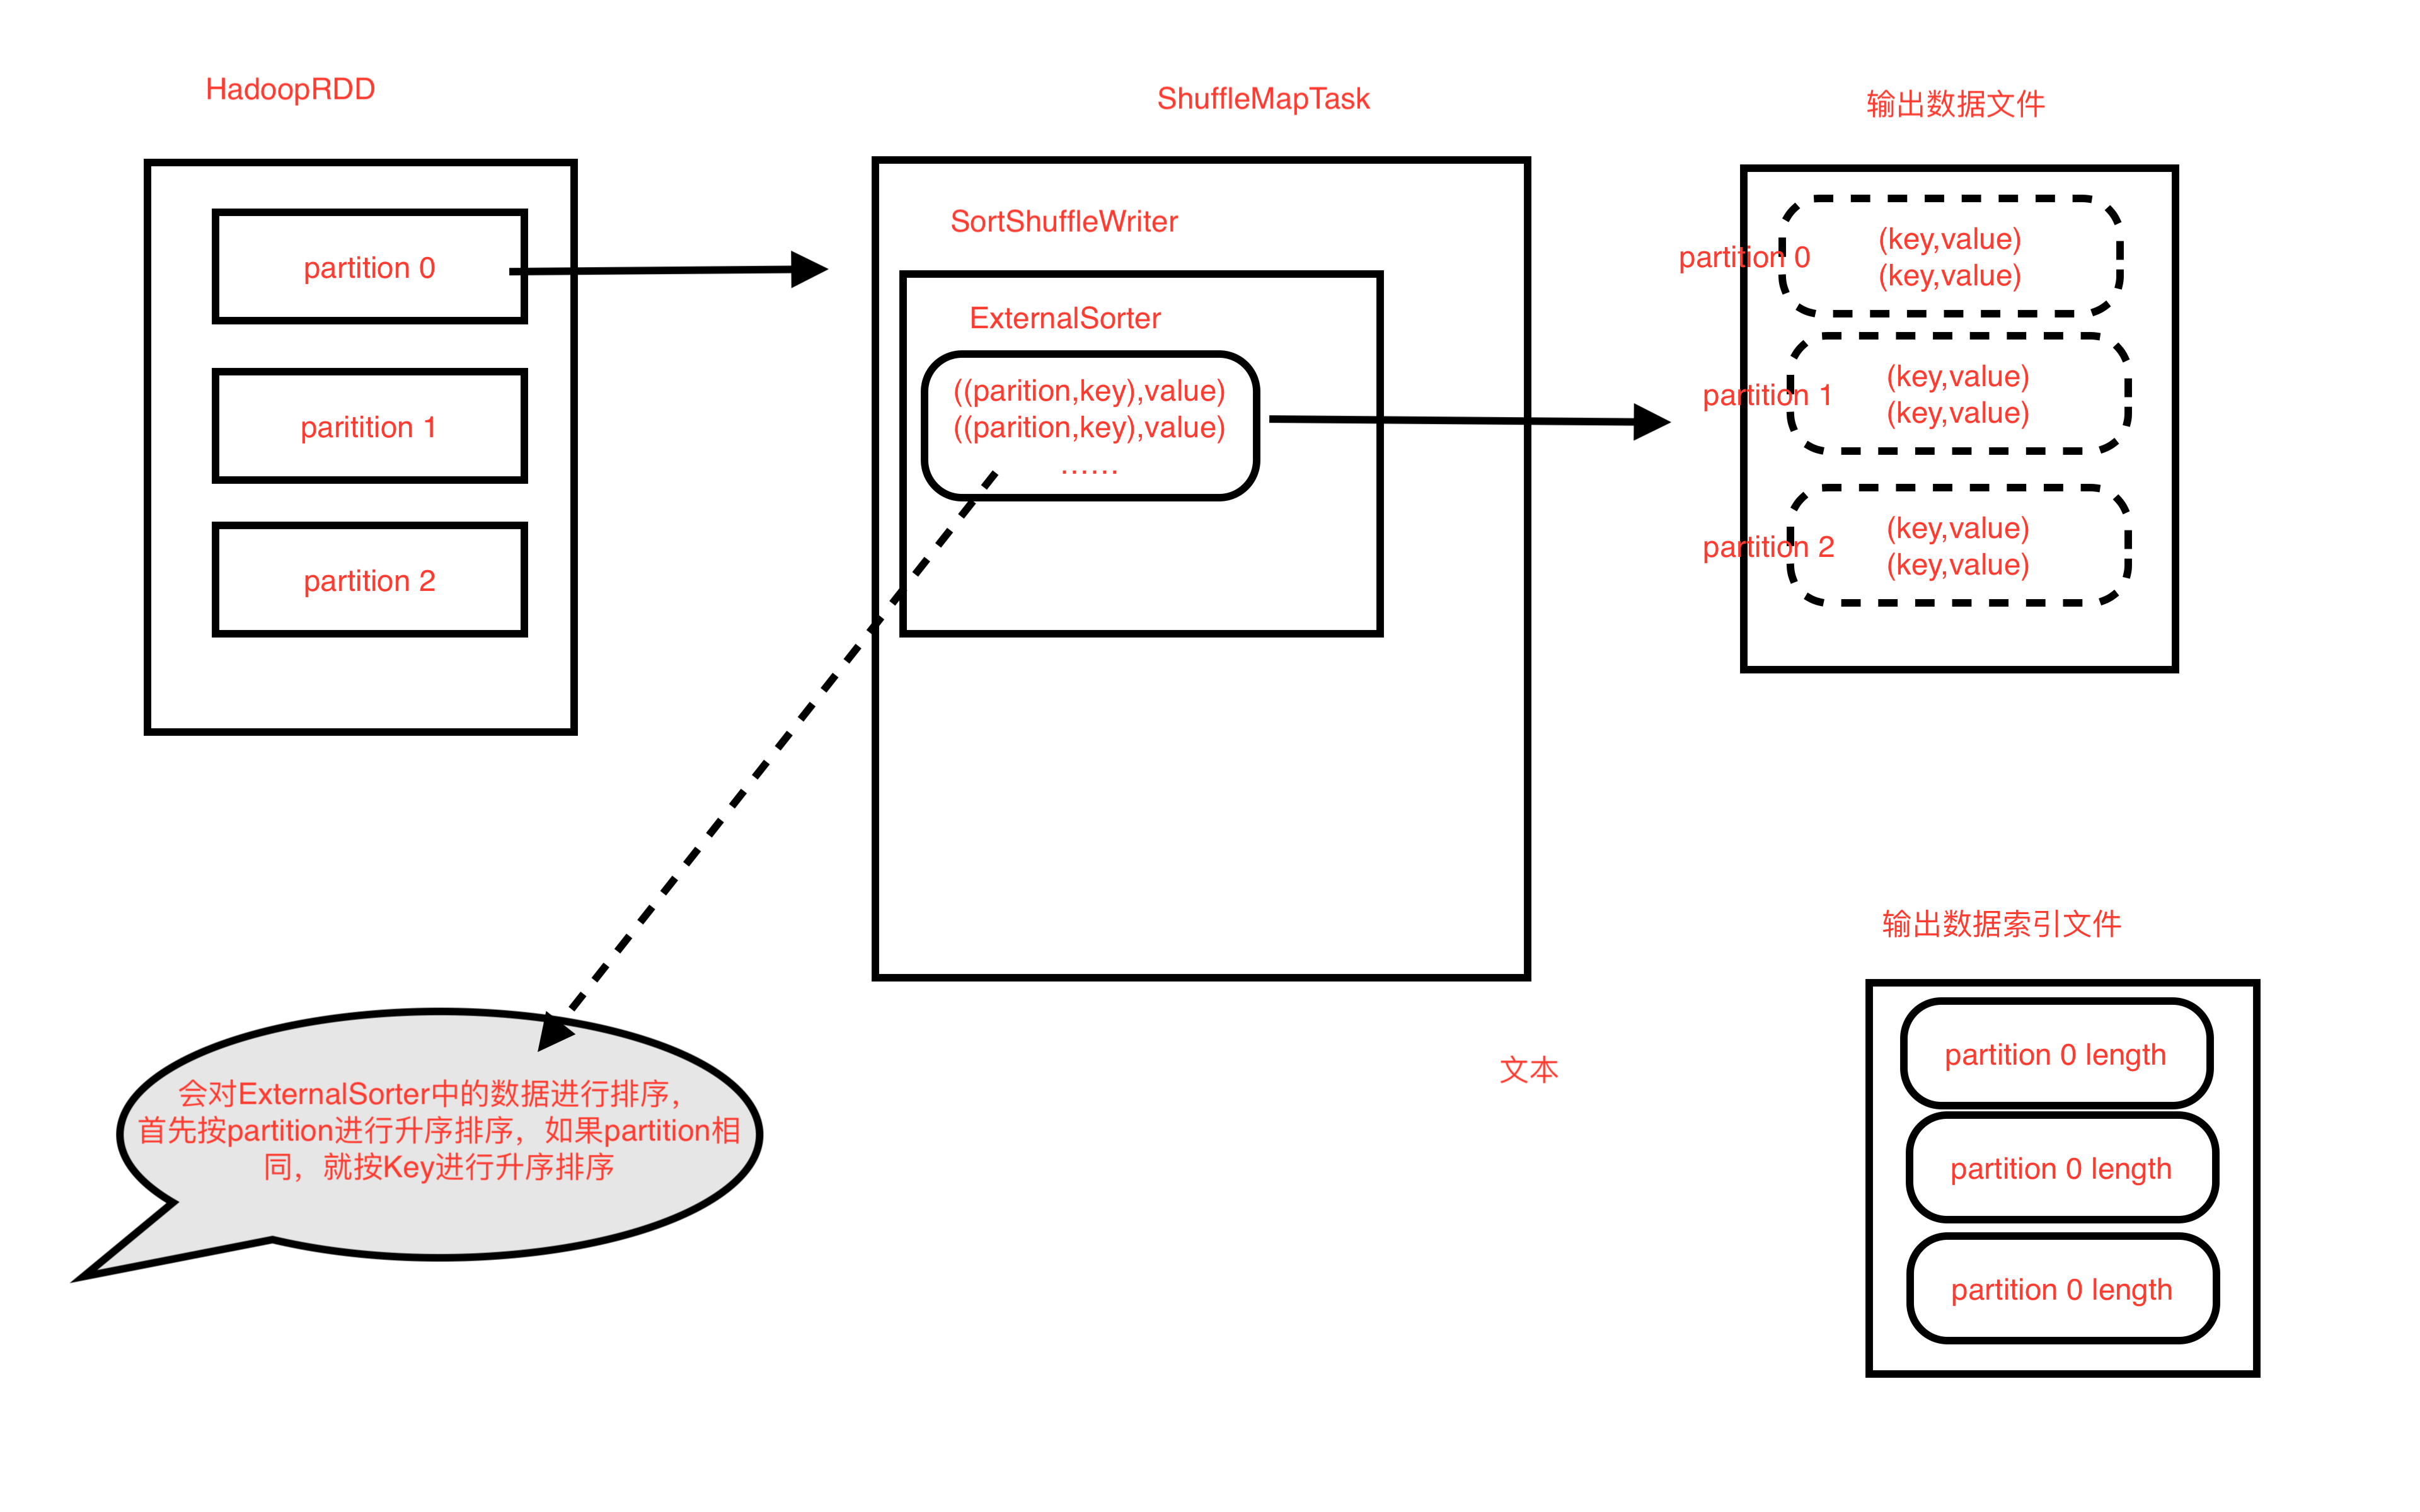 HadoopRDD
partition 0
paritition 1
partition 2
ShuffleMapTask
SortShuffleWriter
ExternalSorter
((parition,key),value)
((parition,key),value)
……
输出数据文件
partition 0
(key,value)
(key,value)
partition 1
(key,value)
(key,value)
partition 2
(key,value)
(key,value)
会对ExternalSorter中的数据进行排序，
首先按partition进行升序排序，如果partition相
同，就按Key进行升序排序
文本
输出数据索引文件
partition 0 length
partition 0 length
partition 0 length